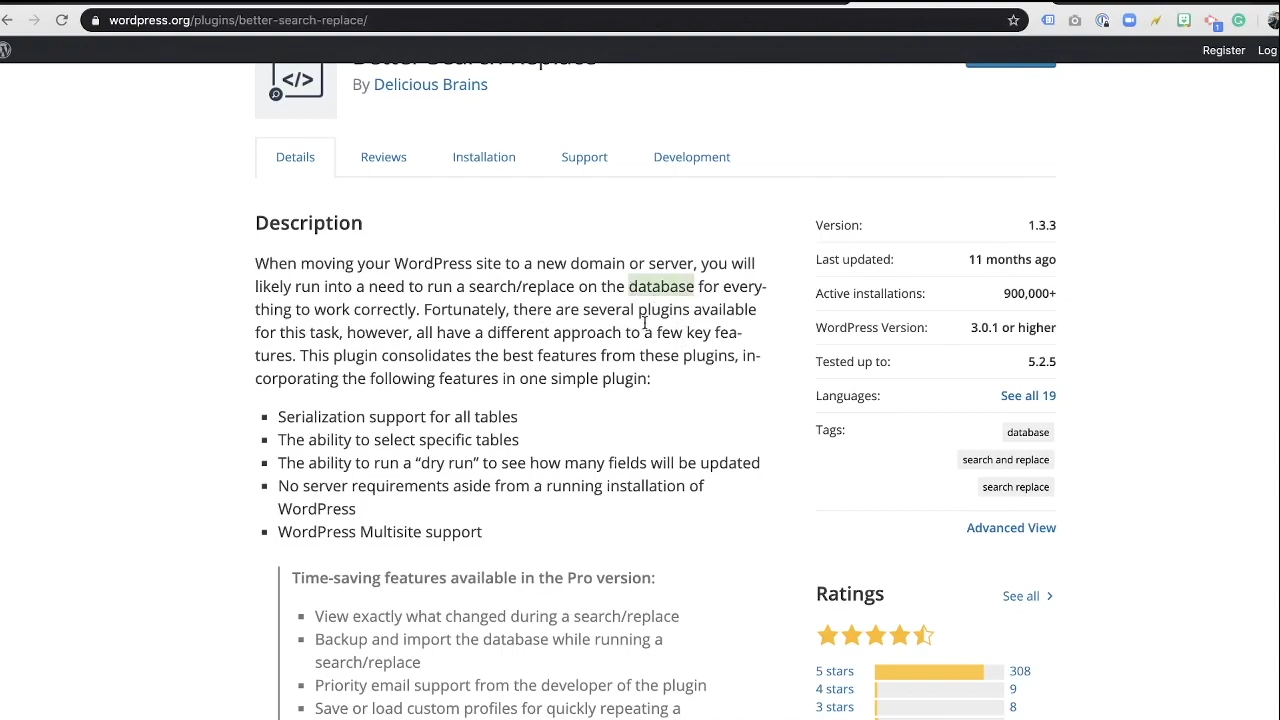 wordpress.org/plugins/better-search-replace/
1
Register Log
Better Search Replace
</>
By Delicious Brains
Details Reviews Installation Support Development
Description
When moving your WordPress site to a new domain or server, you will
likely run into a need to run a search/replace on the database for every-
thing to work correctly. Fortunately, there are several plugins available
for this task, however, all have a different approach to a few key fea-
tures. This plugin consolidates the best features from these plugins, in-
corporating the following features in one simple plugin:
Serialization support for all tables
The ability to select specific tables
The ability to run a “dry run” to see how many fields will be updated
No server requirements aside from a running installation of
WordPress
WordPress Multisite support
Time-saving features available in the Pro version:
View exactly what changed during a search/replace
Backup and import the database while running a
search/replace
Priority email support from the developer of the plugin
Save or load custom profiles for quickly repeating a
Version: 1.3.3
Last updated: 11 months ago
Active installations: 900,000+
WordPress Version: 3.0.1 or higher
Tested up to: 5.2.5
Languages: See all 19
Tags: database
search and replace
search replace
Advanced View
Ratings See all
5 stars 308
4 stars 9
3 stars 8